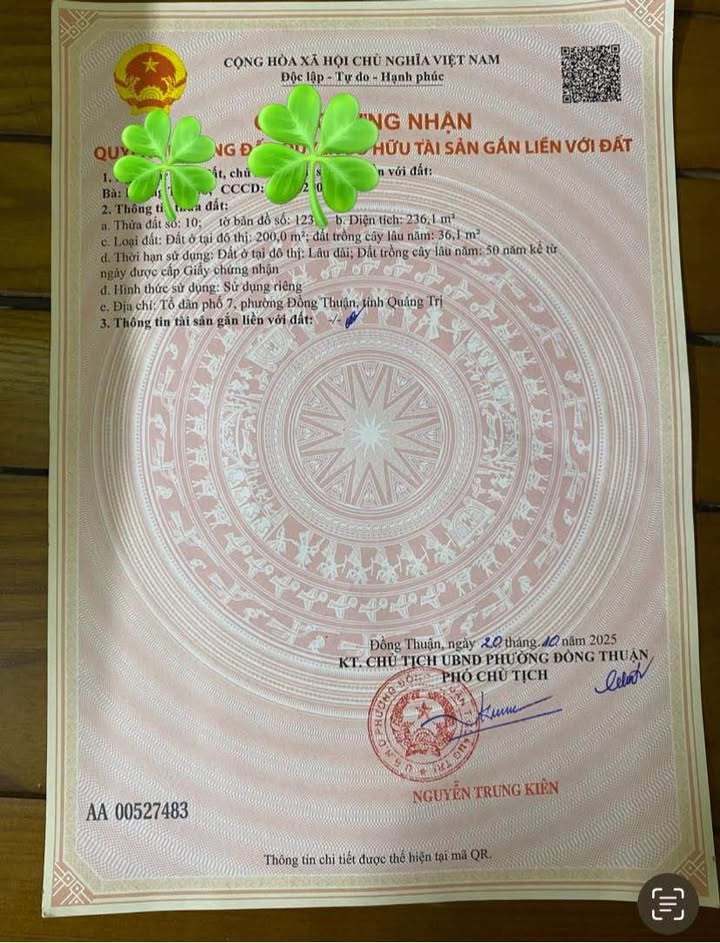 CỘNG HÒA XÃ HỘI CHỦ NGHĨA VIỆT NAM
Độc lập - Tự do - Hạnh phúc
NHẬN
HỮU TÀI SẢN GẮN LIỀN VỚI ĐẤT
1. với đất:
Bà: CCCD:
2. Thông đất:
a. Thửa đất số: 10; tờ bản đồ số: 123 b. Diện tích: 236,1 m²
c. Loại đất: Đất ở tại đô thị: 200,0 m²; đất trồng cây lâu năm: 36,1 m²
d. Thời hạn sử dụng: Đất ở tại đô thị: Lâu dài; Đất trồng cây lâu năm: 50 năm kể từ
ngày được cấp Giấy chứng nhận
đ. Hình thức sử dụng: Sử dụng riêng
e. Địa chỉ: Tổ dân phố 7, phường Đồng Thuận, tỉnh Quảng Trị
3. Thông tin tài sản gắn liền với đất: -/-
Đồng Thuận, ngày 20 tháng 10 năm 2025
KT. CHỦ TỊCH UBND PHƯỜNG ĐỒNG THUẬN
PHÓ CHỦ TỊCH
NGUYỄN TRUNG KIÊN
AA 00527483
Thông tin chi tiết được thể hiện tại mã QR.